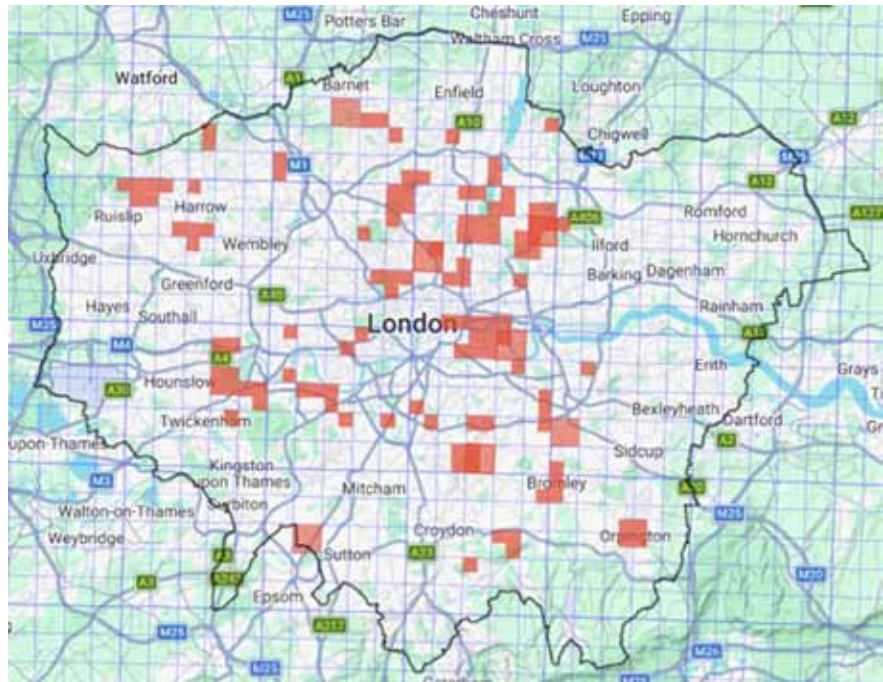 M25
Potters Bar
Cheshunt
Epping
Waltham Cross
M25
Watford
A1
Barnet
Enfield
Loughton
A10
A12
Chigwell
M1
A12
Ruislip
Harrow
A406
Romford
A127
Wembley
Ilford
Hornchurch
Uxbridge
Greenford
Barking
Dagenham
A40
Hayes
Southall
Rainham
M25
London
M4
A4
A13
Erith
Grays
Hounslow
A30
Bexleyheath
Twickenham
Dartford
upon-Thames
A2
Sidcup
Kingston
upon Thames
M3
Mitcham
Bromley
Walton-on-Thames
M25
Weybridge
Croydon
Orpington
A3
Sutton
A23
A3
M20
Epsom
A217
M25
M25
M26